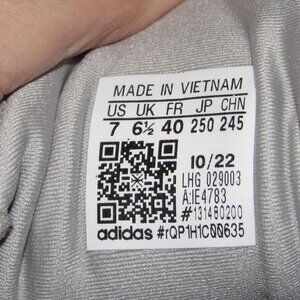 MADE IN VIETNAM
US UK FR JP CHN
7 6½ 40 250 245
10/22
LHG 029003
A:IE4783
#131460200
adidas #rQP1H1C00635